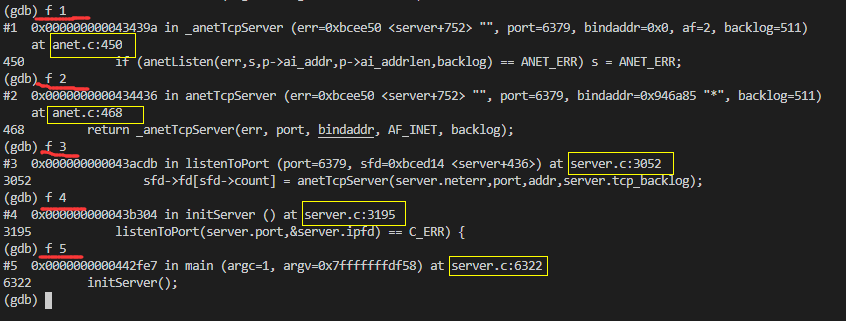 (gdb) f 1
#1  0x000000000043439a in _anetTcpServer (err=0xbcee50 <server+752> "", port=6379, bindaddr=0x0, af=2, backlog=511)
    at anet.c:450
450             if (anetListen(err,s,p->ai_addr,p->ai_addrlen,backlog) == ANET_ERR) s = ANET_ERR;
(gdb) f 2
#2  0x0000000000434436 in anetTcpServer (err=0xbcee50 <server+752> "", port=6379, bindaddr=0x946a85 "*", backlog=511)
    at anet.c:468
468         return _anetTcpServer(err, port, bindaddr, AF_INET, backlog);
(gdb) f 3
#3  0x000000000043acdb in listenToPort (port=6379, sfd=0xbced14 <server+436>) at server.c:3052
3052                sfd->fd[sfd->count] = anetTcpServer(server.neterr,port,addr,server.tcp_backlog);
(gdb) f 4
#4  0x000000000043b304 in initServer () at server.c:3195
3195            listenToPort(server.port,&server.ipfd) == C_ERR) {
(gdb) f 5
#5  0x0000000000442fe7 in main (argc=1, argv=0x7fffffffdf58) at server.c:6322
6322        initServer();
(gdb)